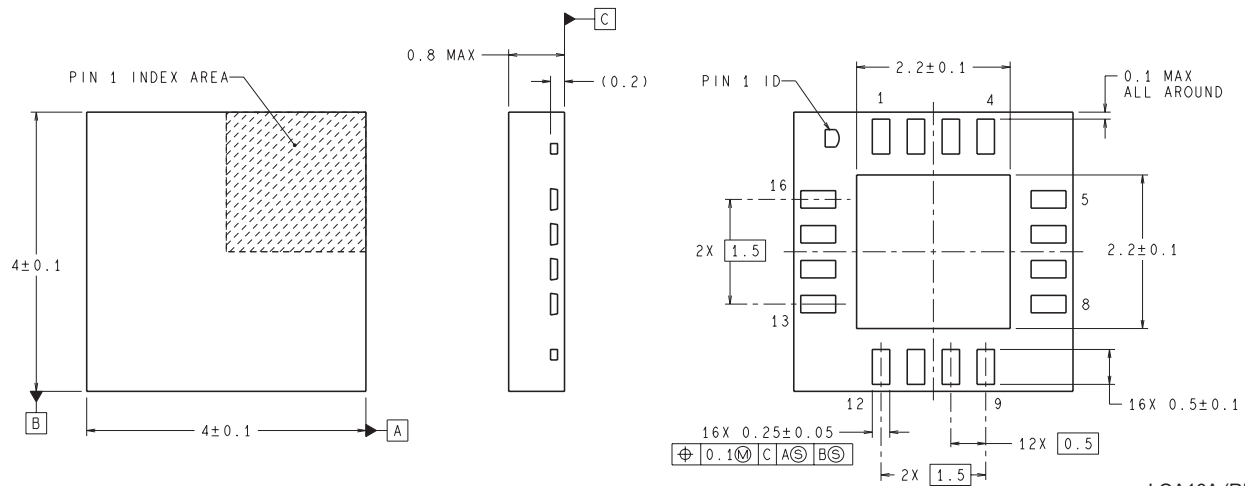 C
0.8 MAX
(0.2)
PIN 1 INDEX AREA
4±0.1
B
4±0.1
A
PIN 1 ID
2.2±0.1
0.1 MAX
ALL AROUND
1
4
16
5
2X 1.5
2.2±0.1
13
8
12
9
16X 0.5±0.1
16X 0.25±0.05
⌖ 0.1Ⓜ C AⓈ BⓈ
12X 0.5
2X 1.5